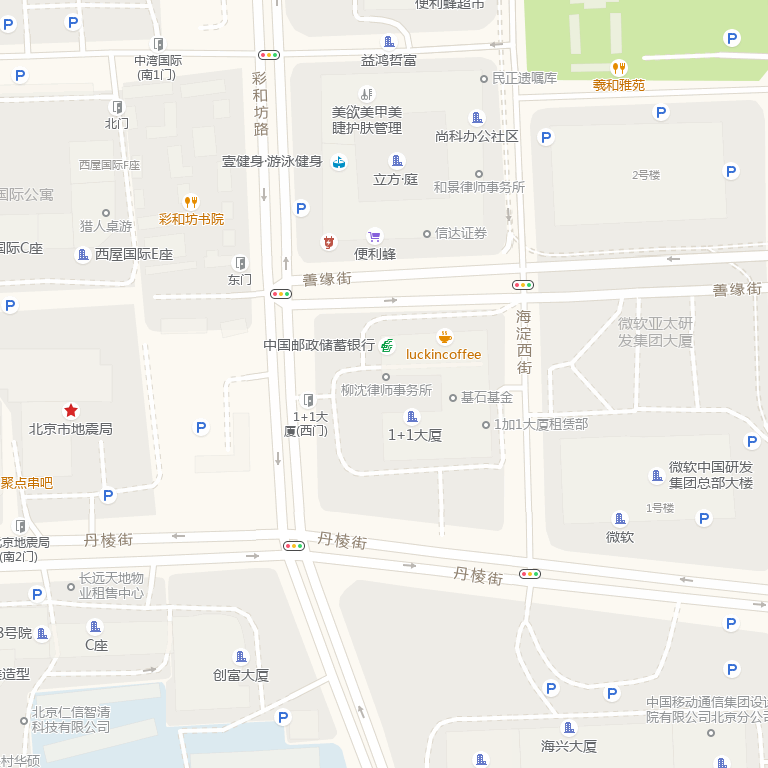 便利蜂超市
P
P
P
中湾国际
(南1门)
益鸿哲富
羲和雅苑
P
彩和坊路
民正遗嘱库
北门
美欲美甲美
睫护肤管理
尚科办公社区
P
P
西屋国际F座
壹健身·游泳健身
立方·庭
和景律师事务所
2号楼
P
国际公寓
彩和坊书院
猎人桌游
P
信达证券
国际C座
西屋国际E座
便利蜂
东门
善缘街
善缘街
P
海淀西街
微软亚太研
发集团大厦
中国邮政储蓄银行
luckincoffee
柳沈律师事务所
基石基金
1+1大
厦(西门)
1+1大厦
1加1大厦租赁部
北京市地震局
P
P
微软中国研发
集团总部大楼
聚点串吧
P
1号楼
P
微软
丹棱街
丹棱街
北京地震局
(南2门)
丹棱街
长远天地物
业租售中心
P
3号院
C座
P
造型
创富大厦
P
P
P
北京仁信智清
科技有限公司
P
中国移动通信集团设计
院有限公司北京分公司
海兴大厦
村华硕